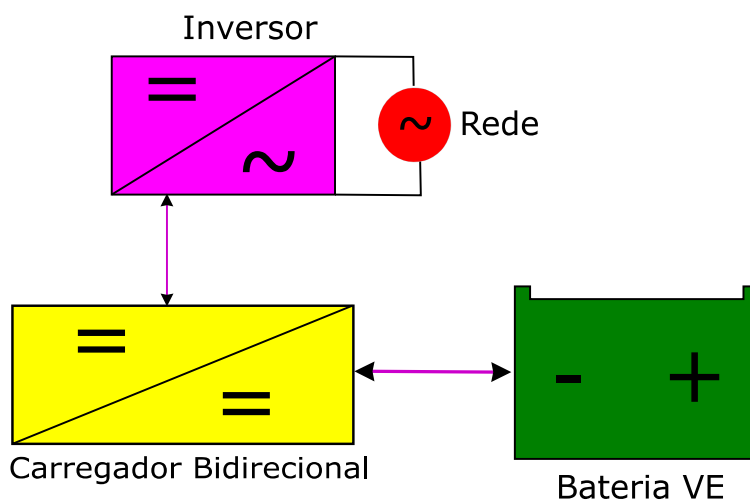 Inversor
=
~
~
Rede
=
=
- +
Carregador Bidirecional
Bateria VE